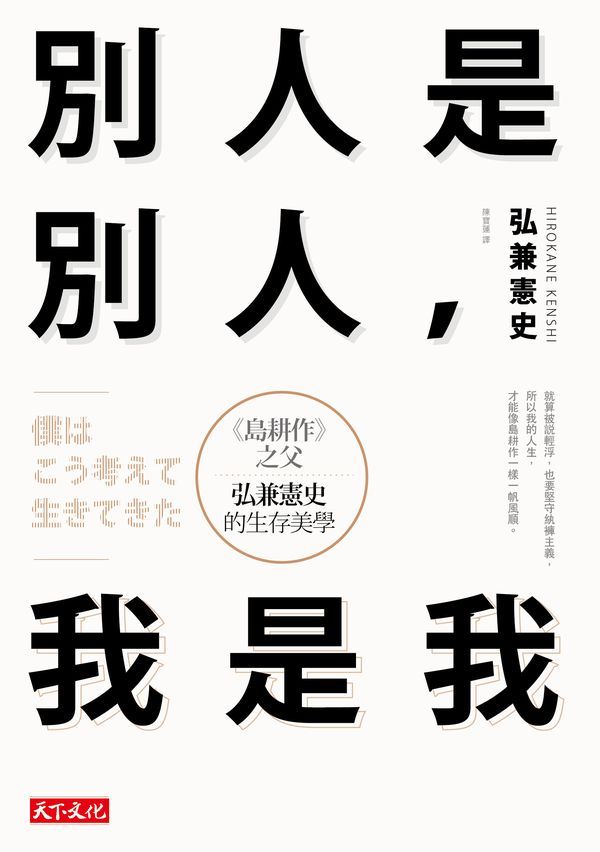 別人是
別人，
弘兼憲史
HIROKANE KENSHI
陳寶蓮 譯
僕は
こう考えて
生きてきた
《島耕作》
之父
弘兼憲史
的生存美學
就算被說輕浮，也要堅守紈褲主義，
所以我的人生，
才能像島耕作一樣一帆風順。
我是我
天下文化